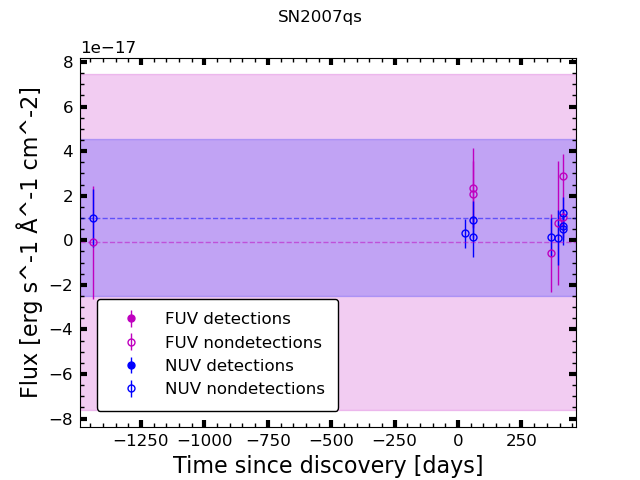 SN2007qs
1e−17
8
6
4
2
0
−2
−4
−6
−8
Flux [erg s^-1 Å^-1 cm^-2]
FUV detections
FUV nondetections
NUV detections
NUV nondetections
−1250 −1000 −750 −500 −250 0 250
Time since discovery [days]